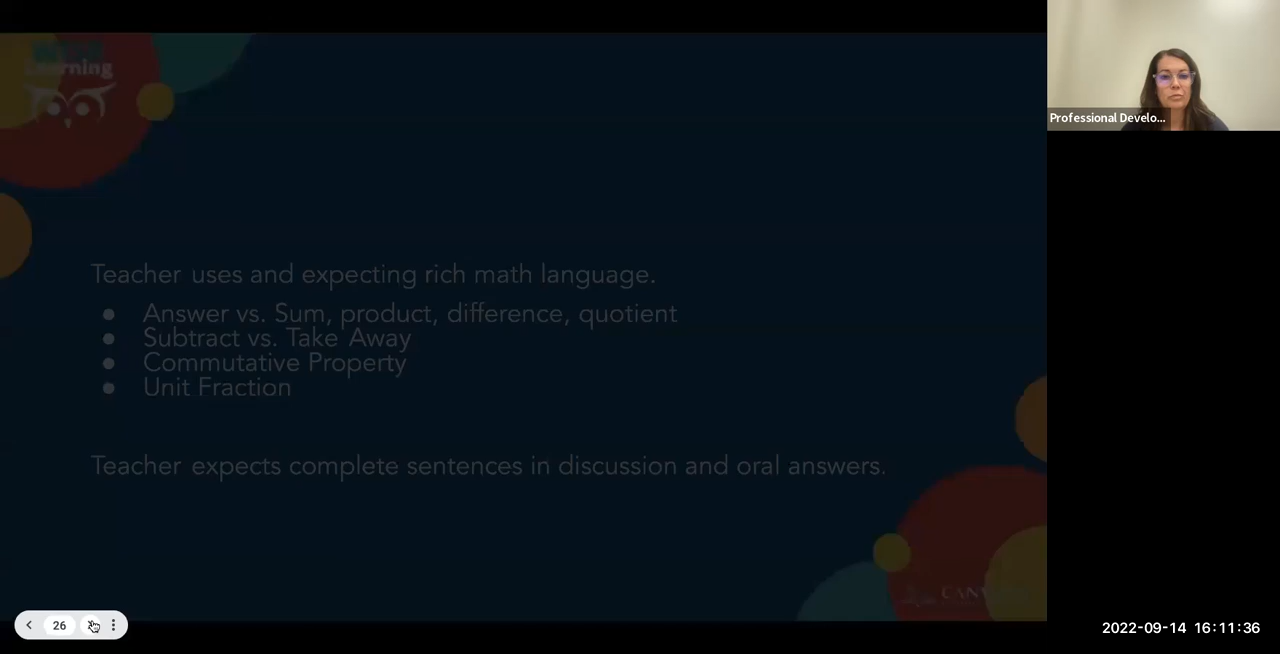 Learning
Professional Develo...
Teacher uses and expecting rich math language.
● Answer vs. Sum, product, difference, quotient
● Subtract vs. Take Away
● Commutative Property
● Unit Fraction
Teacher expects complete sentences in discussion and oral answers.
26
2022-09-14 16:11:36